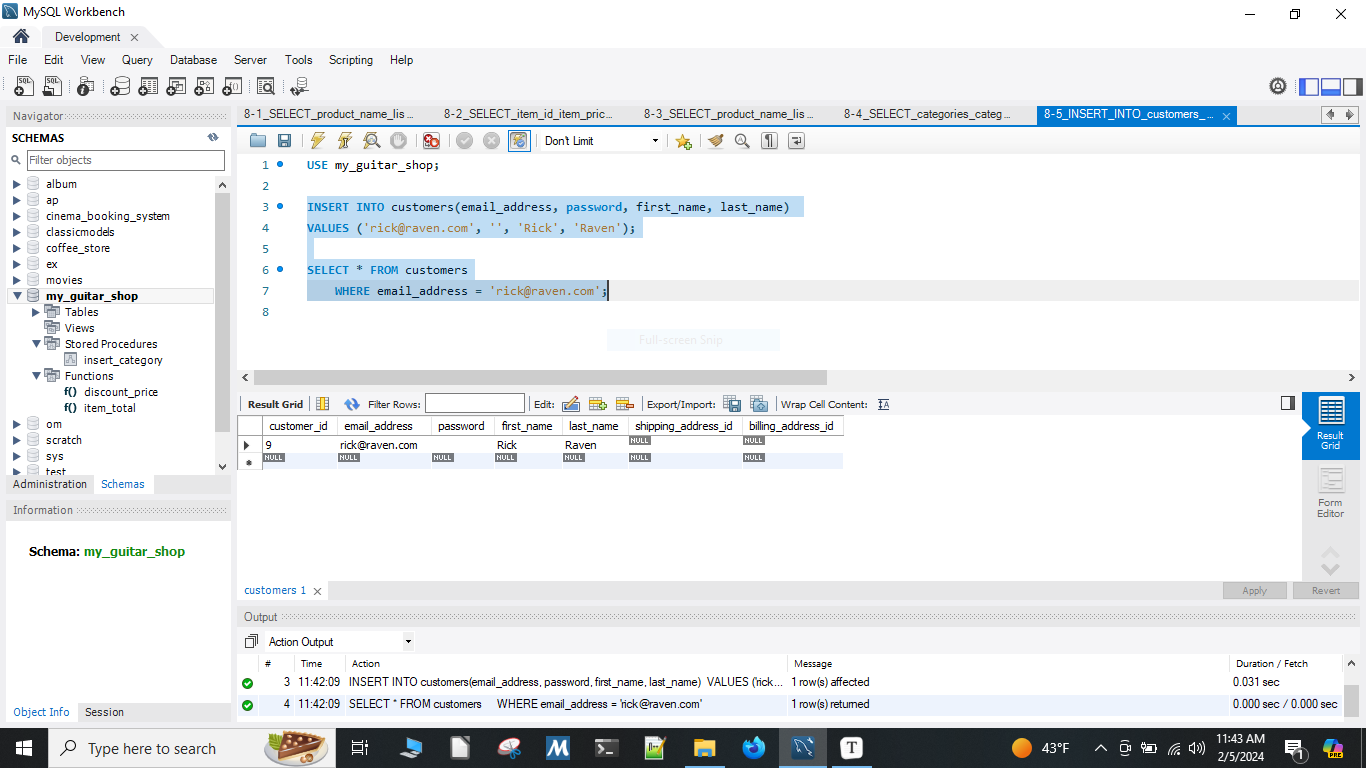 MySQL Workbench
Development
File Edit View Query Database Server Tools Scripting Help
Navigator
SCHEMAS
Filter objects
album
ap
cinema_booking_system
classicmodels
coffee_store
ex
movies
my_guitar_shop
Tables
Views
Stored Procedures
insert_category
Functions
f() discount_price
f() item_total
om
scratch
sys
test
Administration Schemas
Information
Schema: my_guitar_shop
Object Info Session
8-1_SELECT_product_name_lis... 8-2_SELECT_item_id_item_pric... 8-3_SELECT_product_name_lis... 8-4_SELECT_categories_categ... 8-5_INSERT_INTO_customers_...
Don't Limit
1 USE my_guitar_shop;
2
3 INSERT INTO customers(email_address, password, first_name, last_name)
4 VALUES ('rick@raven.com', '', 'Rick', 'Raven');
5
6 SELECT * FROM customers
7 WHERE email_address = 'rick@raven.com';
8
Full-screen Snip
Result Grid Filter Rows: Edit: Export/Import: Wrap Cell Content:
customer_id email_address password first_name last_name shipping_address_id billing_address_id
9 rick@raven.com Rick Raven NULL NULL
NULL NULL NULL NULL NULL NULL NULL
Result Grid
Form Editor
customers 1
Apply Revert
Output
Action Output
# Time Action Message Duration / Fetch
3 11:42:09 INSERT INTO customers(email_address, password, first_name, last_name) VALUES ('rick... 1 row(s) affected 0.031 sec
4 11:42:09 SELECT * FROM customers WHERE email_address = 'rick@raven.com' 1 row(s) returned 0.000 sec / 0.000 sec
Type here to search
43°F
11:43 AM
2/5/2024
1
PRE